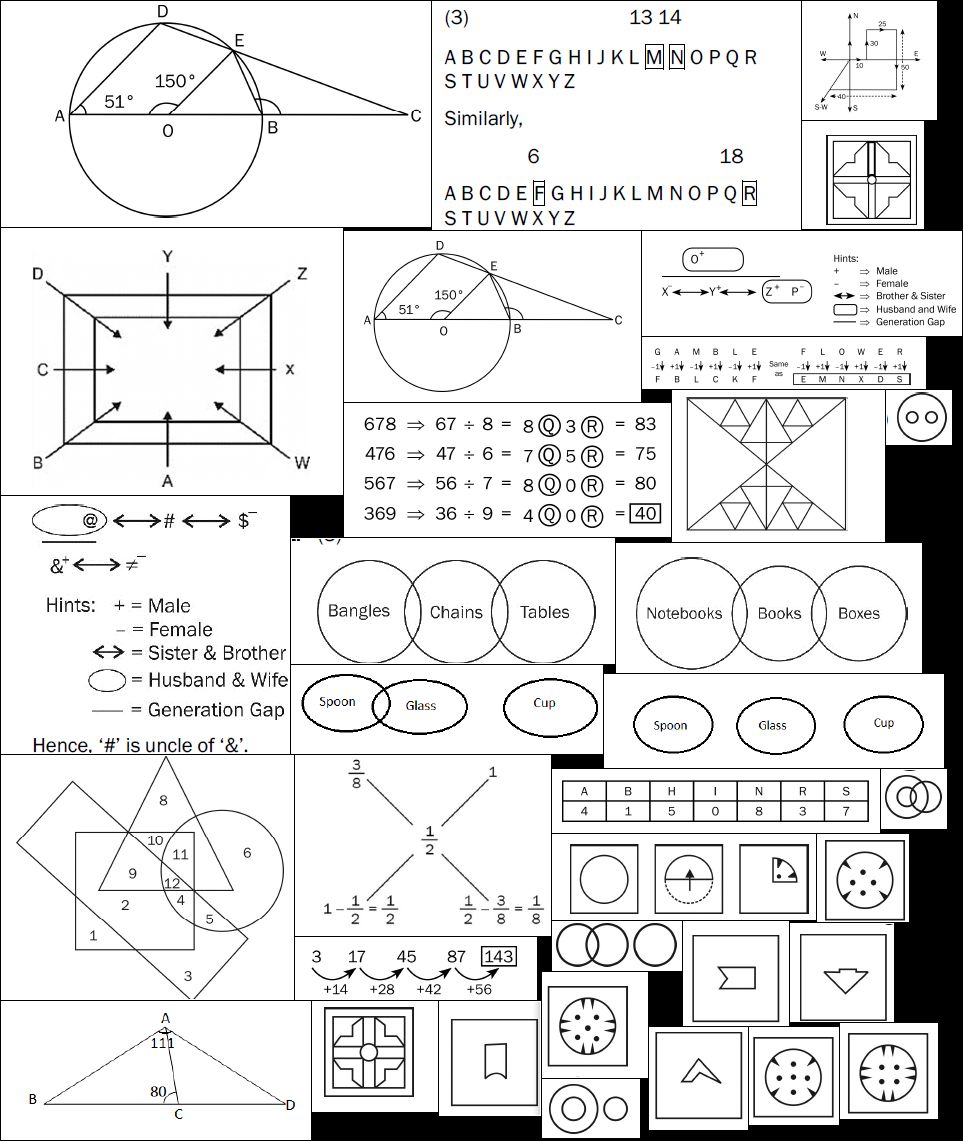 D
E
150°
51°
A
O
B
C
(3)
13 14
A B C D E F G H I J K L M N O P Q R
S T U V W X Y Z
Similarly,
6 18
A B C D E F G H I J K L M N O P Q R
S T U V W X Y Z
N
25
30
W E
10
50
40
S-W
S
D Y Z
C X
B A W
D
E
150°
51°
A
O
B
C
O+
X− Y+ Z+ P−
Hints:
+ ⇒ Male
− ⇒ Female
⇒ Brother & Sister
⇒ Husband and Wife
⇒ Generation Gap
G A M B L E
−1 +1 −1 +1 −1 +1
F B L C K F
Same as
F L O W E R
−1 +1 −1 +1 −1 +1
E M N X D S
678 ⇒ 67 ÷ 8 = 8 Q 3 R = 83
476 ⇒ 47 ÷ 6 = 7 Q 5 R = 75
567 ⇒ 56 ÷ 7 = 8 Q 0 R = 80
369 ⇒ 36 ÷ 9 = 4 Q 0 R = 40
@ # $−
&+ ≠−
Hints: + = Male
− = Female
= Sister & Brother
= Husband & Wife
= Generation Gap
Hence, '#' is uncle of '&'.
Bangles Chains Tables
Notebooks Books Boxes
Spoon Glass Cup
Spoon Glass Cup
8
10
11
6
9
12
4
2
5
1
3
3/8 1
1/2
1 − 1/2 = 1/2
1/2 − 3/8 = 1/8
A B H I N R S
4 1 5 0 8 3 7
3 17 45 87 143
+14 +28 +42 +56
A
111
80
B
C
D